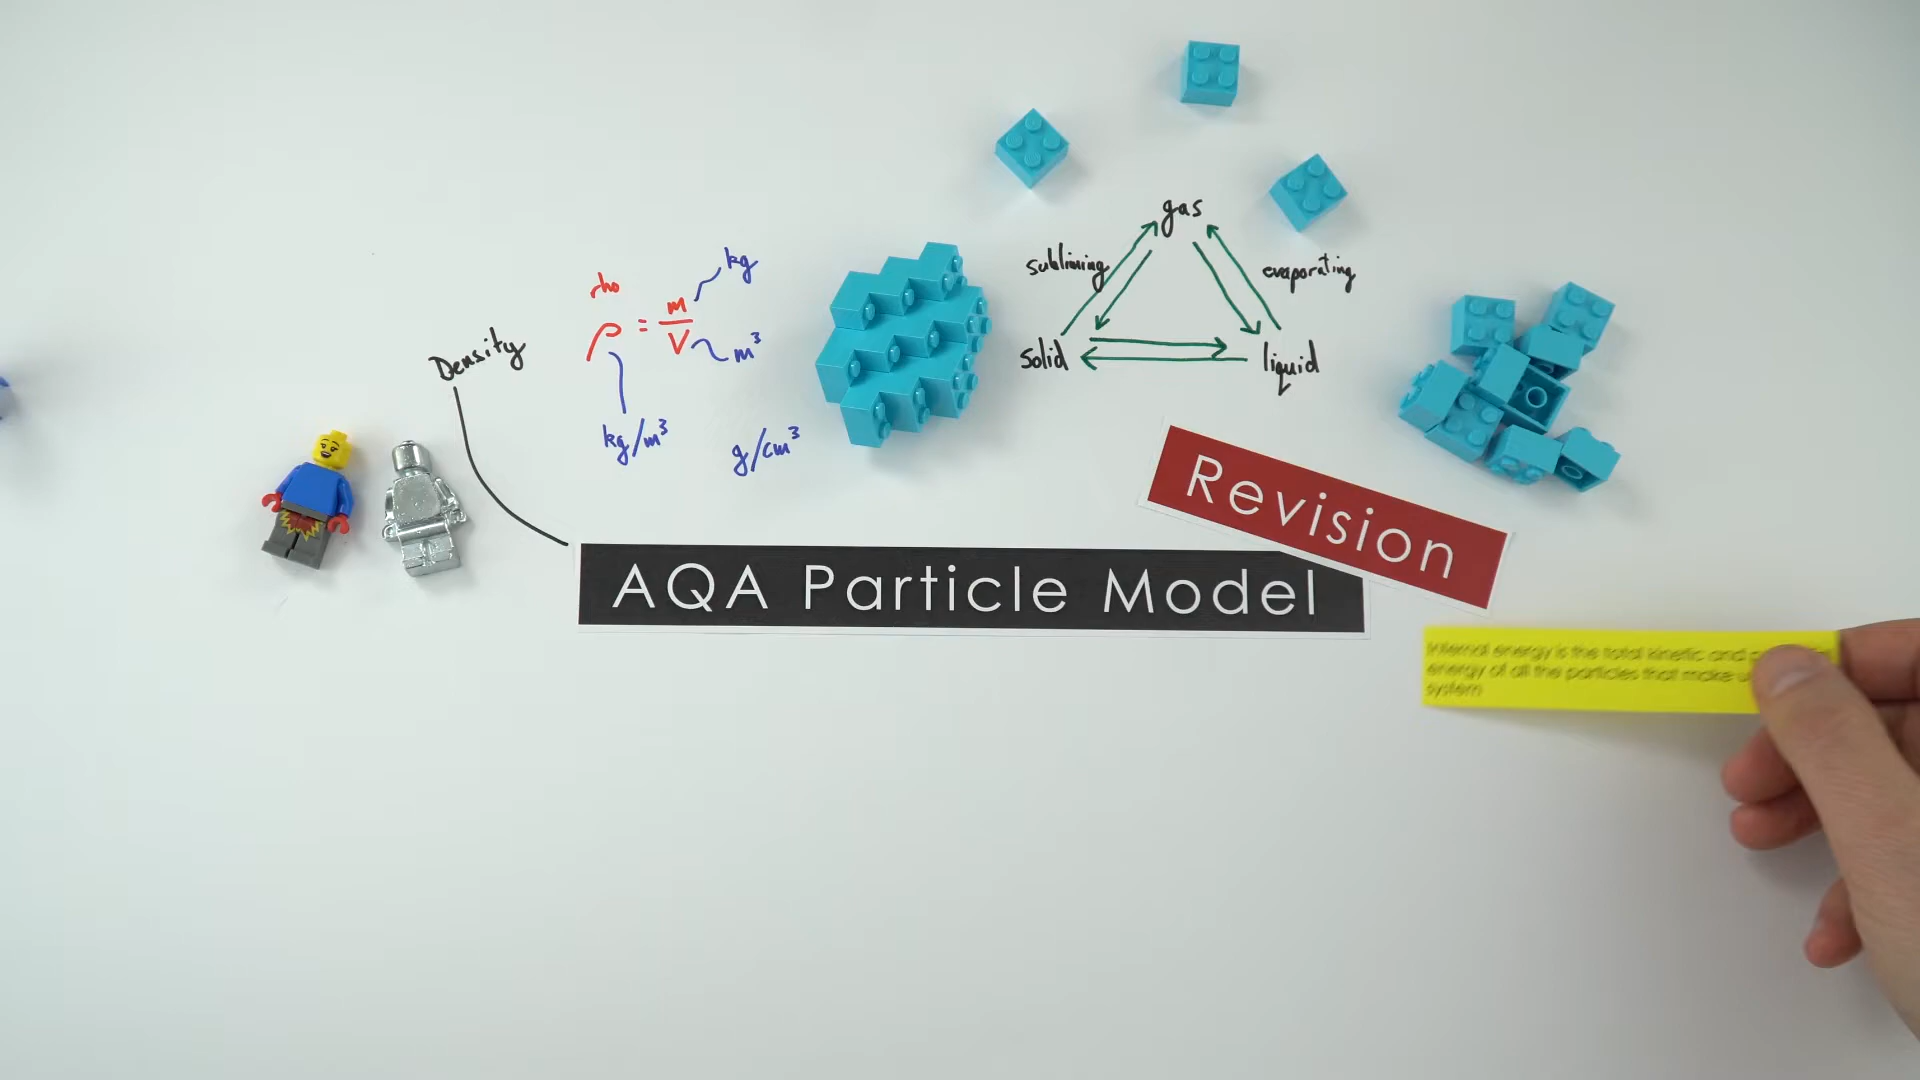 gas
subliming
evaporating
solid
liquid
Density
rho
ρ = m/V
kg
m³
kg/m³
g/cm³
Revision
AQA Particle Model
Internal energy is the total kinetic and
energy of all the particles that make
system